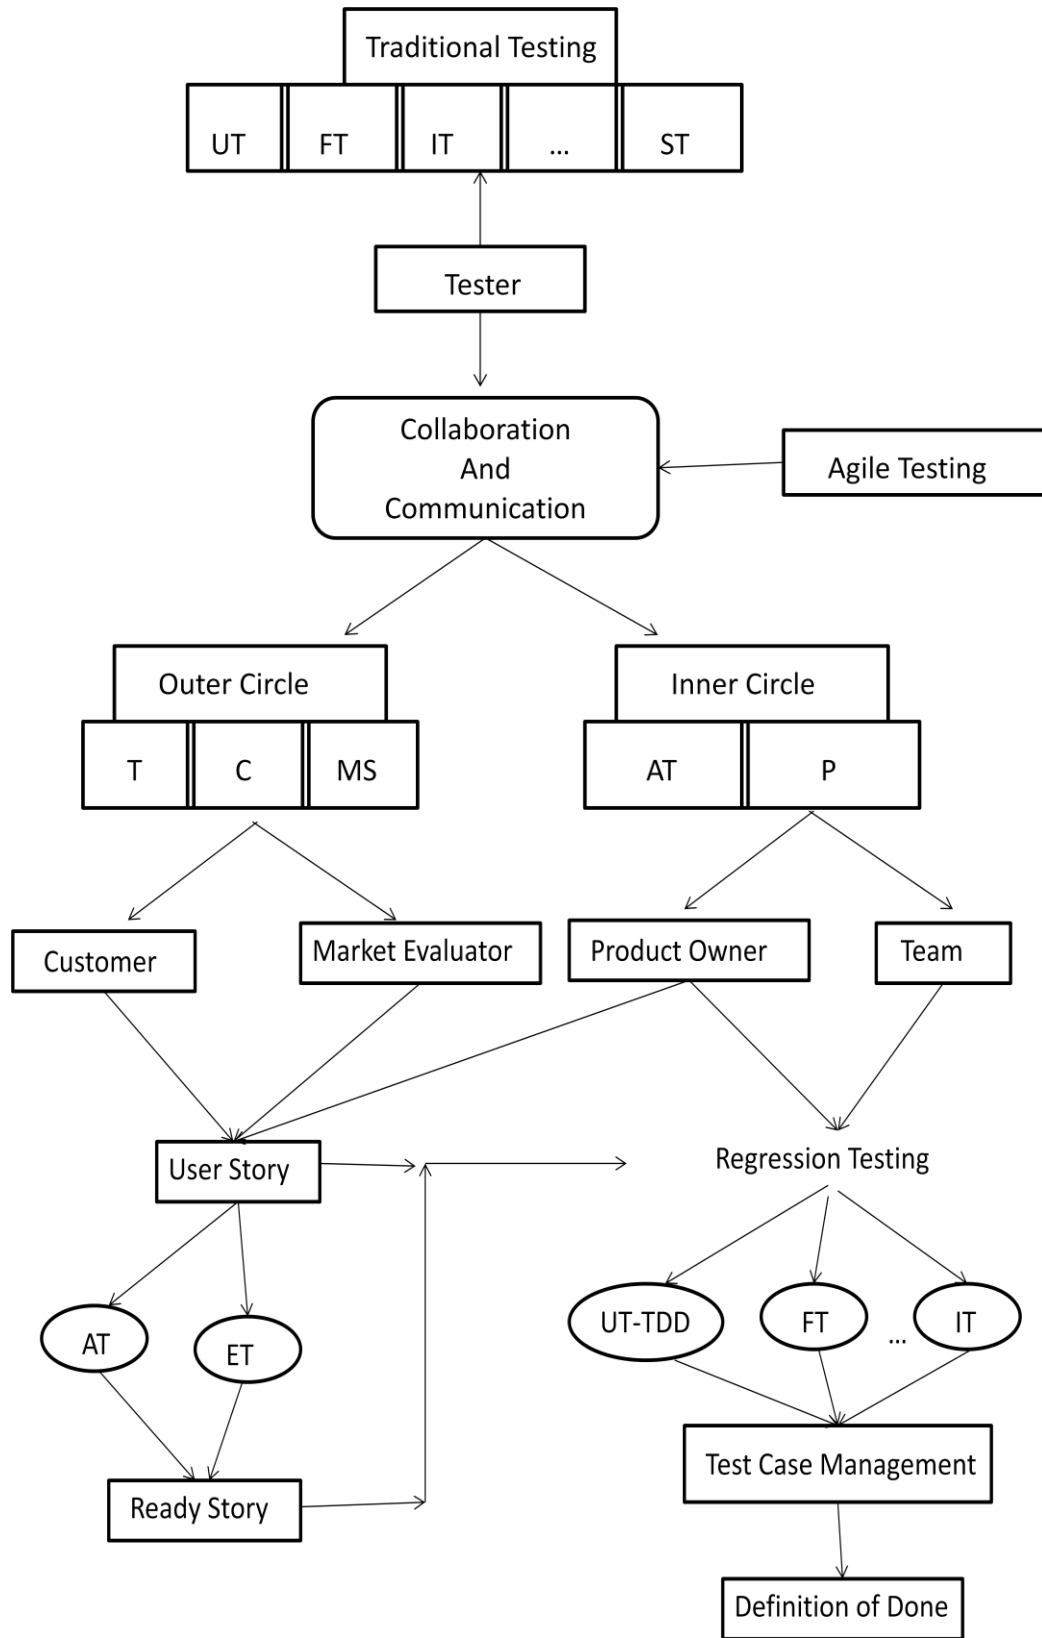 Traditional Testing
UT FT IT ... ST
Tester
Collaboration
And
Communication
Agile Testing
Outer Circle
Inner Circle
T C MS
AT P
Customer
Market Evaluator
Product Owner
Team
User Story
Regression Testing
AT
ET
UT-TDD
FT
...
IT
Test Case Management
Ready Story
Definition of Done